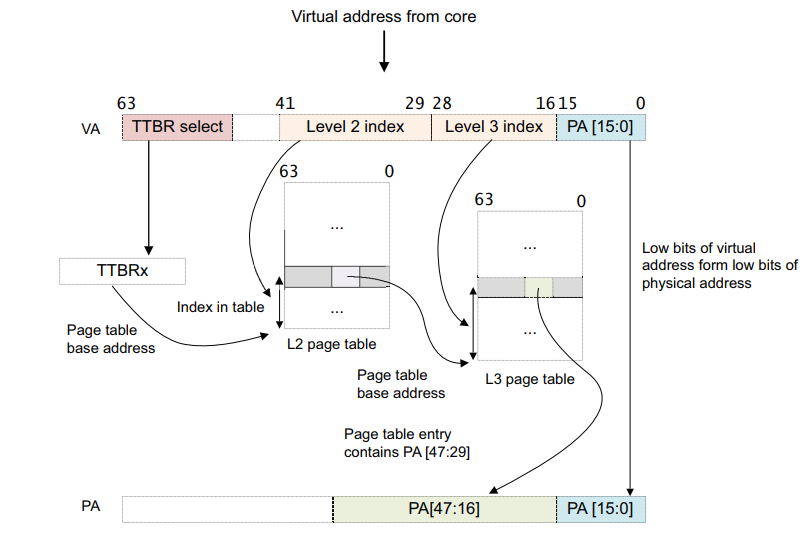 Virtual address from core
63 41 29 28 16 15 0
VA TTBR select Level 2 index Level 3 index PA [15:0]
63 0
63 0
...
...
Low bits of virtual
address form low bits of
physical address
TTBRx
Index in table
...
...
Page table
base address
L2 page table
Page table
base address
L3 page table
Page table entry
contains PA [47:29]
PA PA[47:16] PA [15:0]